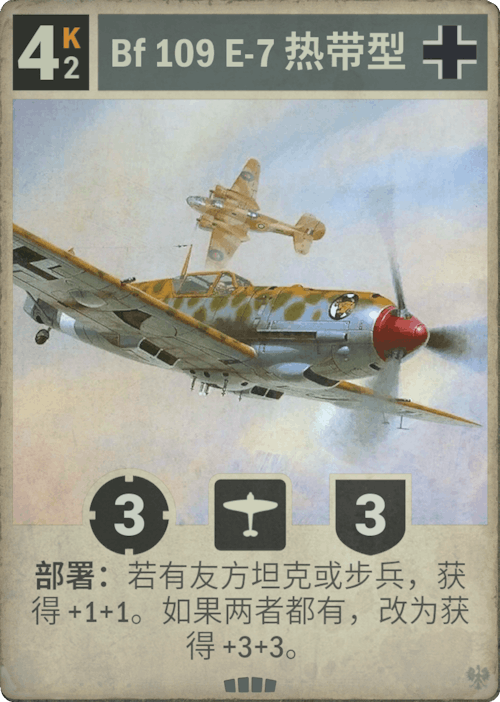 4 K 2 Bf 109 E-7 热带型
3 3
部署：若有友方坦克或步兵，获
得 +1+1。如果两者都有，改为获
得 +3+3。